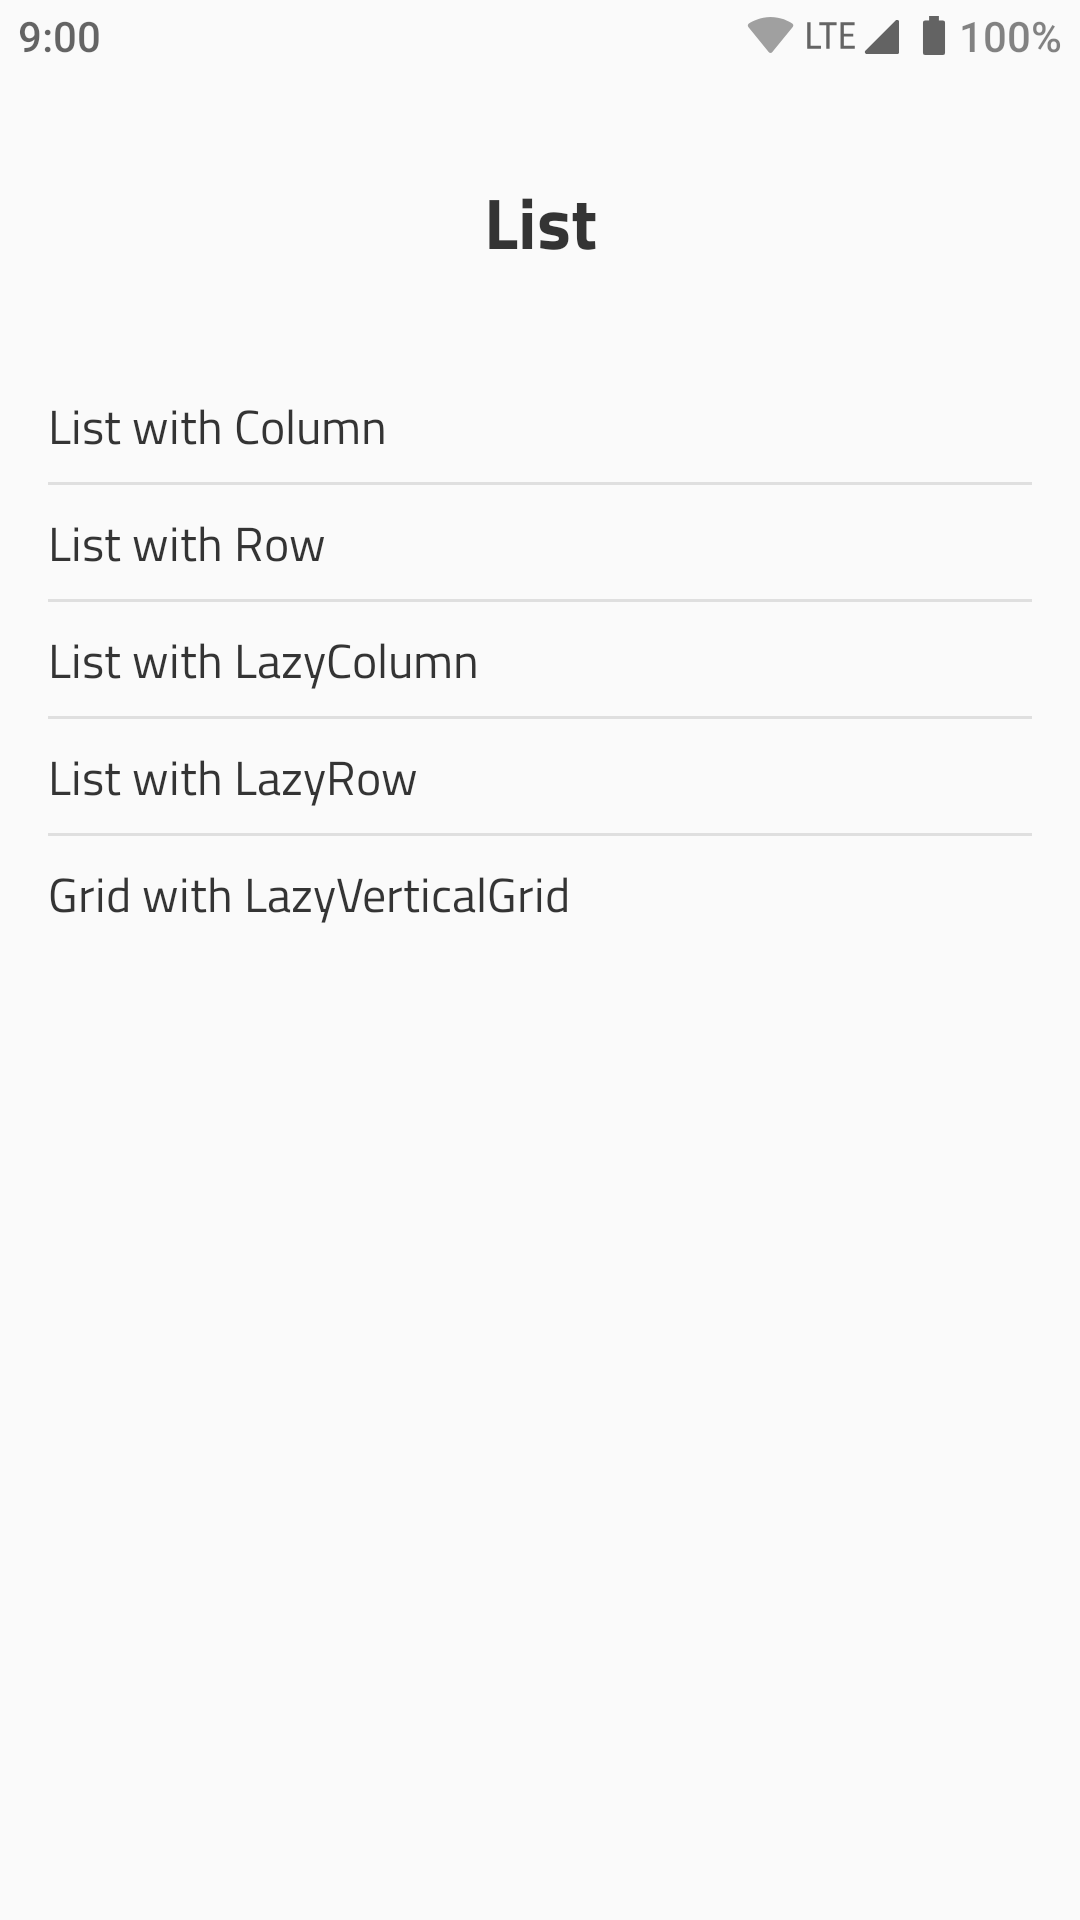 9:00 LTE 100%
List
List with Column
List with Row
List with LazyColumn
List with LazyRow
Grid with LazyVerticalGrid